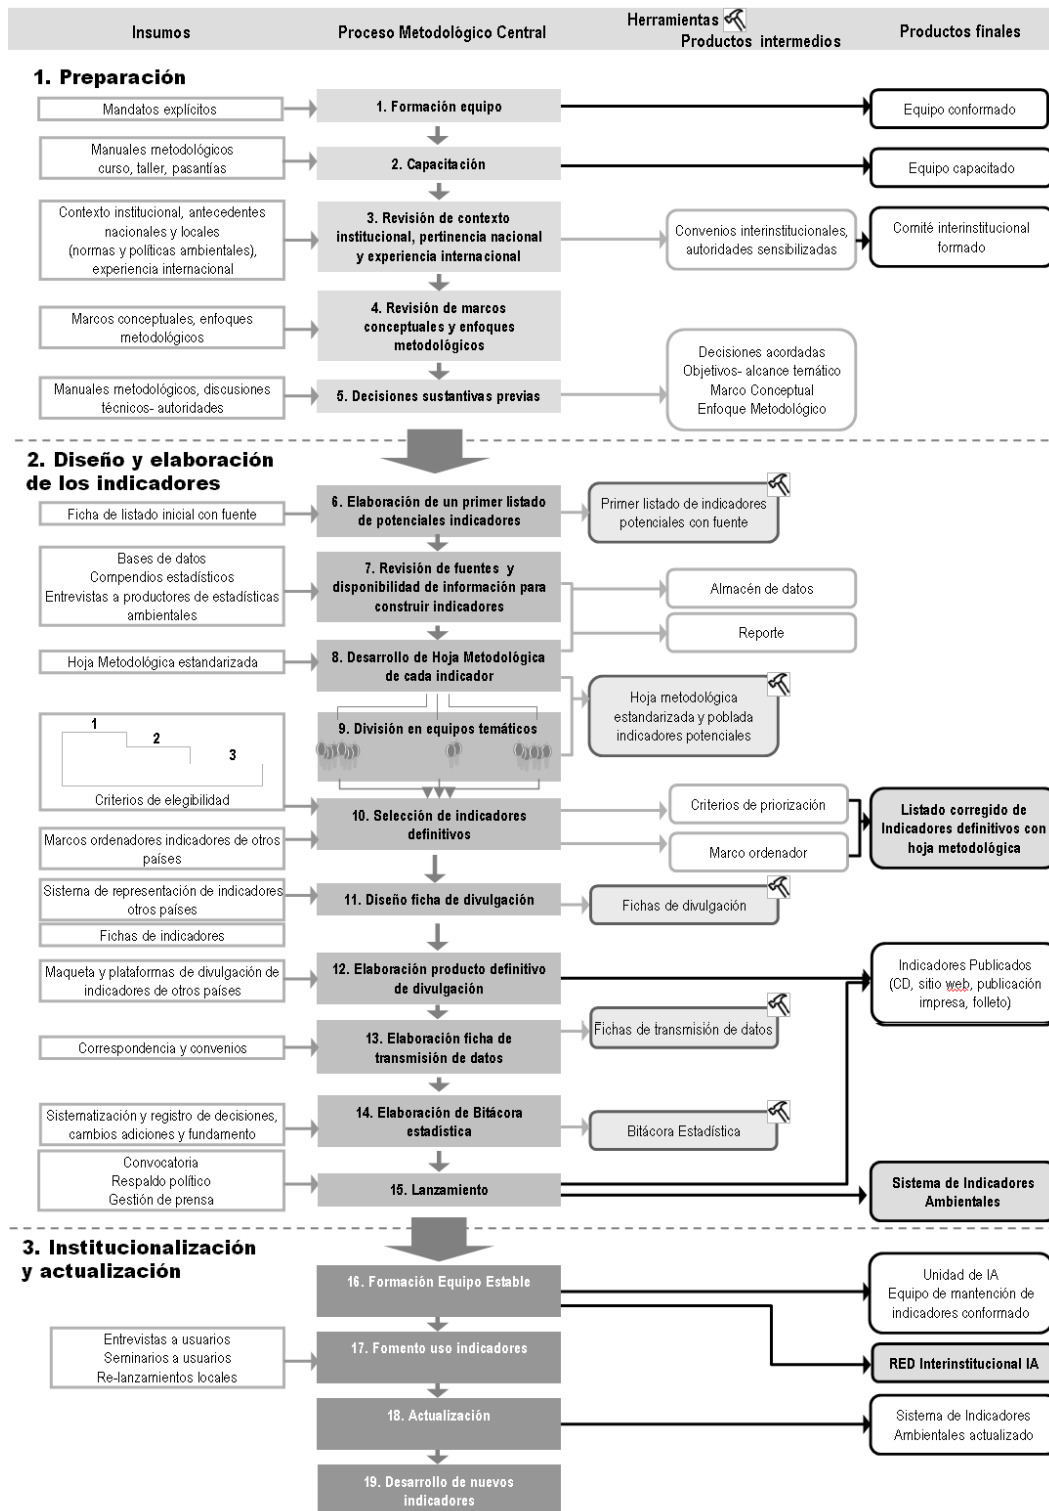 Insumos
Proceso Metodológico Central
Herramientas
Productos intermedios
Productos finales
1. Preparación
Mandatos explícitos
1. Formación equipo
Equipo conformado
Manuales metodológicos
curso, taller, pasantías
2. Capacitación
Equipo capacitado
Contexto institucional, antecedentes
nacionales y locales
(normas y políticas ambientales),
experiencia internacional
3. Revisión de contexto
institucional, pertinencia nacional
y experiencia internacional
Convenios interinstitucionales,
autoridades sensibilizadas
Comité interinstitucional
formado
Marcos conceptuales, enfoques
metodológicos
4. Revisión de marcos
conceptuales y enfoques
metodológicos
Manuales metodológicos, discusiones
técnicos- autoridades
5. Decisiones sustantivas previas
Decisiones acordadas
Objetivos- alcance temático
Marco Conceptual
Enfoque Metodológico
2. Diseño y elaboración
de los indicadores
Ficha de listado inicial con fuente
6. Elaboración de un primer listado
de potenciales indicadores
Primer listado de indicadores
potenciales con fuente
Bases de datos
Compendios estadísticos
Entrevistas a productores de estadísticas
ambientales
7. Revisión de fuentes y
disponibilidad de información para
construir indicadores
Almacén de datos
Reporte
Hoja Metodológica estandarizada
8. Desarrollo de Hoja Metodológica
de cada indicador
Hoja metodológica
estandarizada y poblada
indicadores potenciales
9. División en equipos temáticos
1
2
3
Criterios de elegibilidad
10. Selección de indicadores
definitivos
Criterios de priorización
Marco ordenador
Listado corregido de
Indicadores definitivos con
hoja metodológica
Marcos ordenadores indicadores de otros
países
Sistema de representación de indicadores
otros países
Fichas de indicadores
11. Diseño ficha de divulgación
Fichas de divulgación
Maqueta y plataformas de divulgación de
indicadores de otros países
12. Elaboración producto definitivo
de divulgación
Indicadores Publicados
(CD, sitio web, publicación
impresa, folleto)
Correspondencia y convenios
13. Elaboración ficha de
transmisión de datos
Fichas de transmisión de datos
Sistematización y registro de decisiones,
cambios adiciones y fundamento
14. Elaboración de Bitácora
estadística
Bitácora Estadística
Convocatoria
Respaldo político
Gestión de prensa
15. Lanzamiento
Sistema de Indicadores
Ambientales
3. Institucionalización
y actualización
16. Formación Equipo Estable
Unidad de IA
Equipo de mantención de
indicadores conformado
Entrevistas a usuarios
Seminarios a usuarios
Re-lanzamientos locales
17. Fomento uso indicadores
RED Interinstitucional IA
18. Actualización
Sistema de Indicadores
Ambientales actualizado
19. Desarrollo de nuevos
indicadores